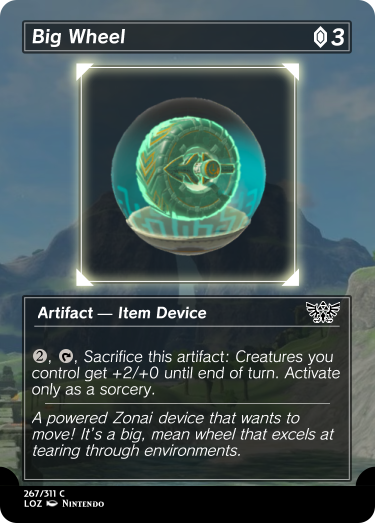 Big Wheel 3
Artifact — Item Device
2, T, Sacrifice this artifact: Creatures you
control get +2/+0 until end of turn. Activate
only as a sorcery.
A powered Zonai device that wants to
move! It's a big, mean wheel that excels at
tearing through environments.
267/311 C
LOZ Nintendo